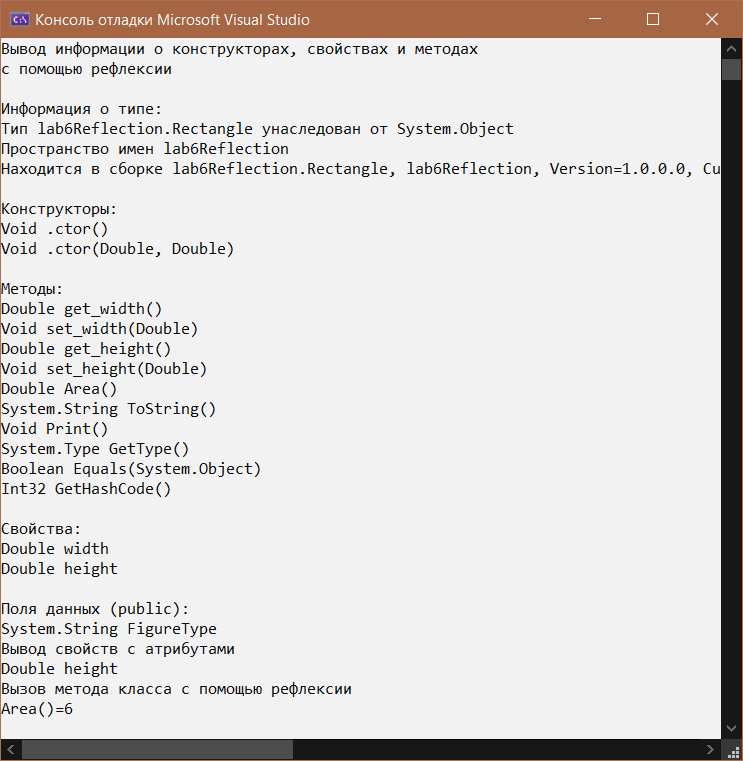 Консоль отладки Microsoft Visual Studio
Вывод информации о конструкторах, свойствах и методах
с помощью рефлексии
Информация о типе:
Тип lab6Reflection.Rectangle унаследован от System.Object
Пространство имен lab6Reflection
Находится в сборке lab6Reflection.Rectangle, lab6Reflection, Version=1.0.0.0, Cu
Конструкторы:
Void .ctor()
Void .ctor(Double, Double)
Методы:
Double get_width()
Void set_width(Double)
Double get_height()
Void set_height(Double)
Double Area()
System.String ToString()
Void Print()
System.Type GetType()
Boolean Equals(System.Object)
Int32 GetHashCode()
Свойства:
Double width
Double height
Поля данных (public):
System.String FigureType
Вывод свойств с атрибутами
Double height
Вызов метода класса с помощью рефлексии
Area()=6